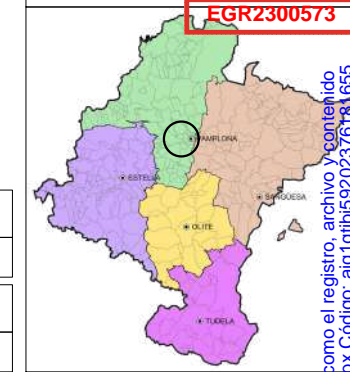 EGR2300573
PAMPLONA
ESTELLA
SANGÜESA
OLITE
TUDELA
como el registro, archivo y contenido